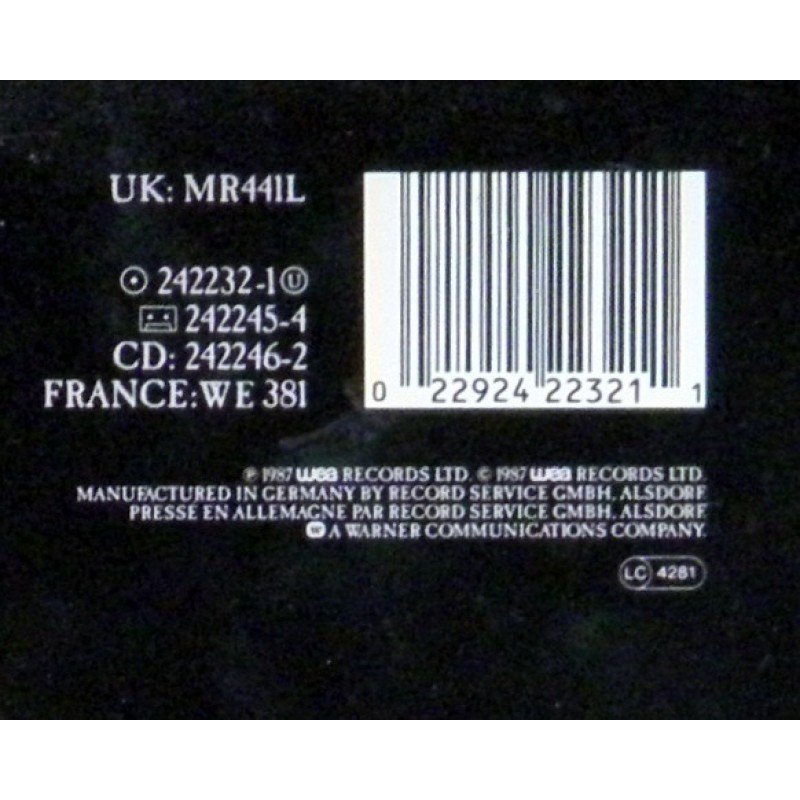 UK: MR441L
242232-1 U
242245-4
CD: 242246-2
FRANCE: WE 381
0 22924 22321 1
℗ 1987 wea RECORDS LTD. © 1987 wea RECORDS LTD.
MANUFACTURED IN GERMANY BY RECORD SERVICE GMBH, ALSDORF
PRESSE EN ALLEMAGNE PAR RECORD SERVICE GMBH, ALSDORF
A WARNER COMMUNICATIONS COMPANY.
LC 4281